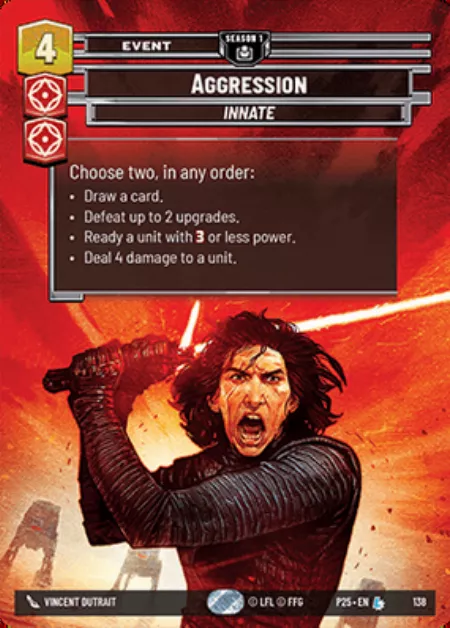 4
EVENT
SEASON 1
AGGRESSION
INNATE
Choose two, in any order:
• Draw a card.
• Defeat up to 2 upgrades.
• Ready a unit with 3 or less power.
• Deal 4 damage to a unit.
VINCENT DUTRAIT
© LFL © FFG
P25 • EN
138